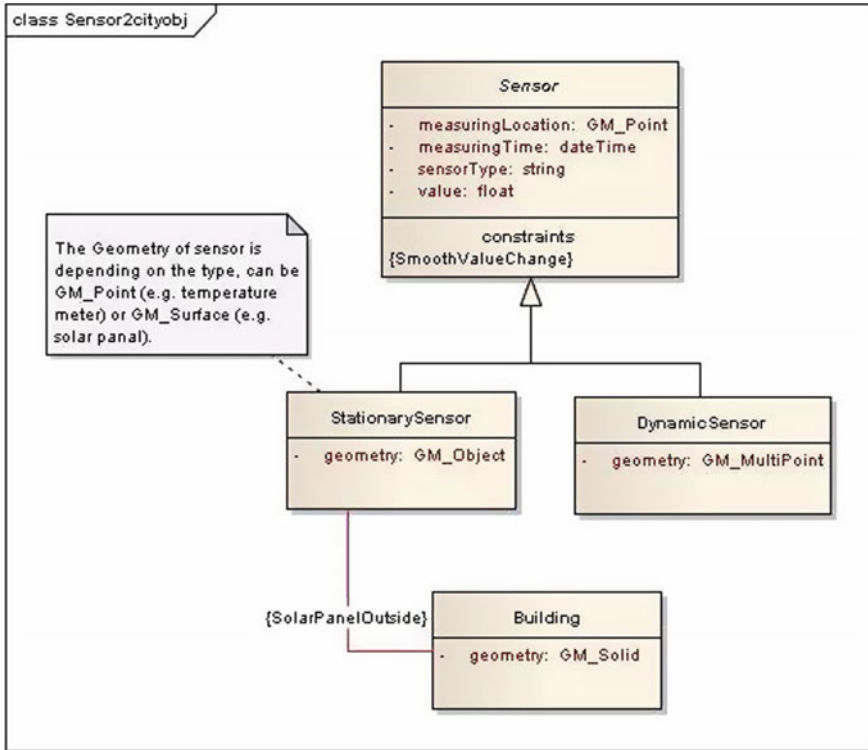 class Sensor2cityobj
Sensor
- measuringLocation: GM_Point
- measuringTime: dateTime
- sensorType: string
- value: float
constraints
{SmoothValueChange}
The Geometry of sensor is
depending on the type, can be
GM_Point (e.g. temperature
meter) or GM_Surface (e.g.
solar panal).
StationarySensor
- geometry: GM_Object
DynamicSensor
- geometry: GM_MultiPoint
{SolarPanelOutside}
Building
- geometry: GM_Solid